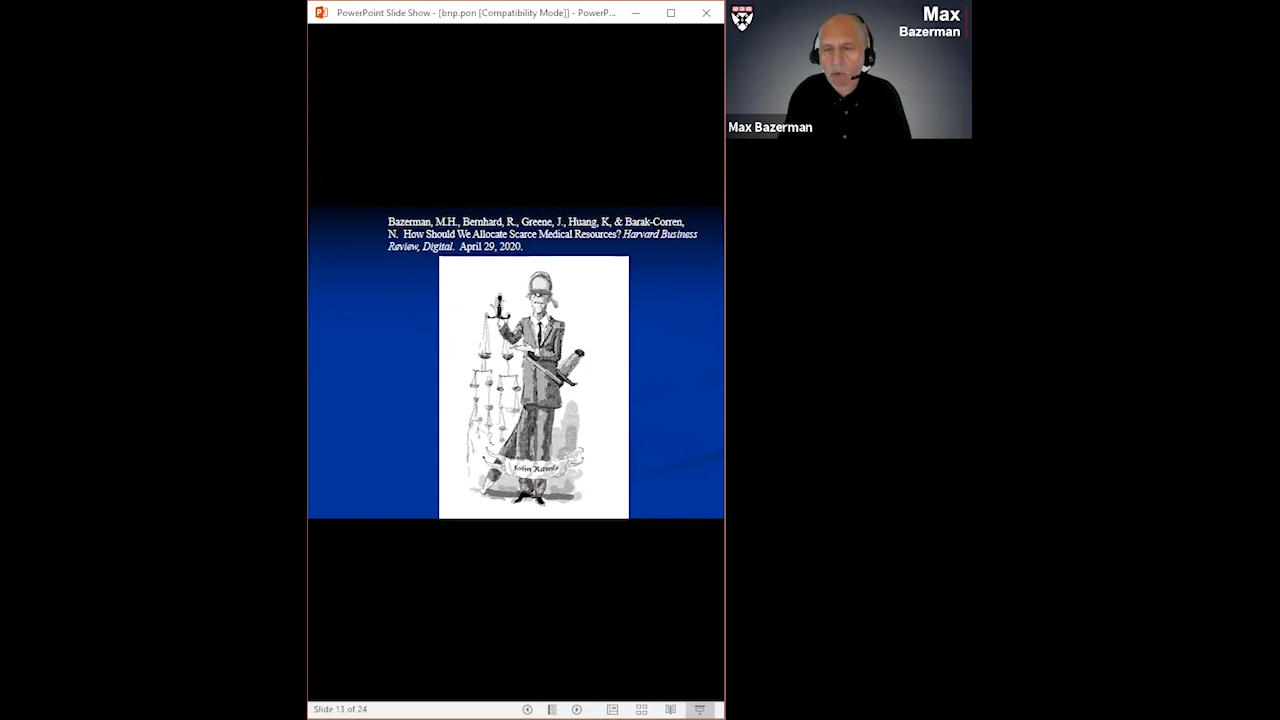 PowerPoint Slide Show - [bnp.pon [Compatibility Mode]] - PowerP...
Max
Bazerman
Max Bazerman
Bazerman, M.H., Bernhard, R., Greene, J., Huang, K, & Barak-Corren,
N. How Should We Allocate Scarce Medical Resources? Harvard Business
Review, Digital. April 29, 2020.
John Rawls
Slide 13 of 24